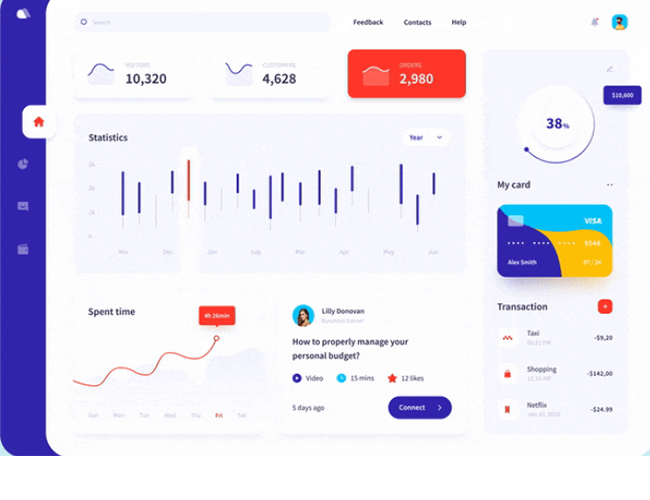 Search
Feedback
Contacts
Help
VISITORS
10,320
CUSTOMERS
4,628
ORDERS
2,980
$10,600
38%
Statistics
Year
3k
2k
1k
0
Nov
Dec
Jan
Feb
Mar
Apr
May
Jun
My card
VISA
Alex Smith
07 / 24
Spent time
4h 26min
Sun
Mon
Tue
Wed
Thu
Fri
Sat
Lilly Donovan
Business trainer
How to properly manage your
personal budget?
Video
15 mins
12 likes
5 days ago
Connect
Transaction
Taxi
-$9,20
Shopping
-$142,00
Netflix
Jan 10, 2022
-$24.99